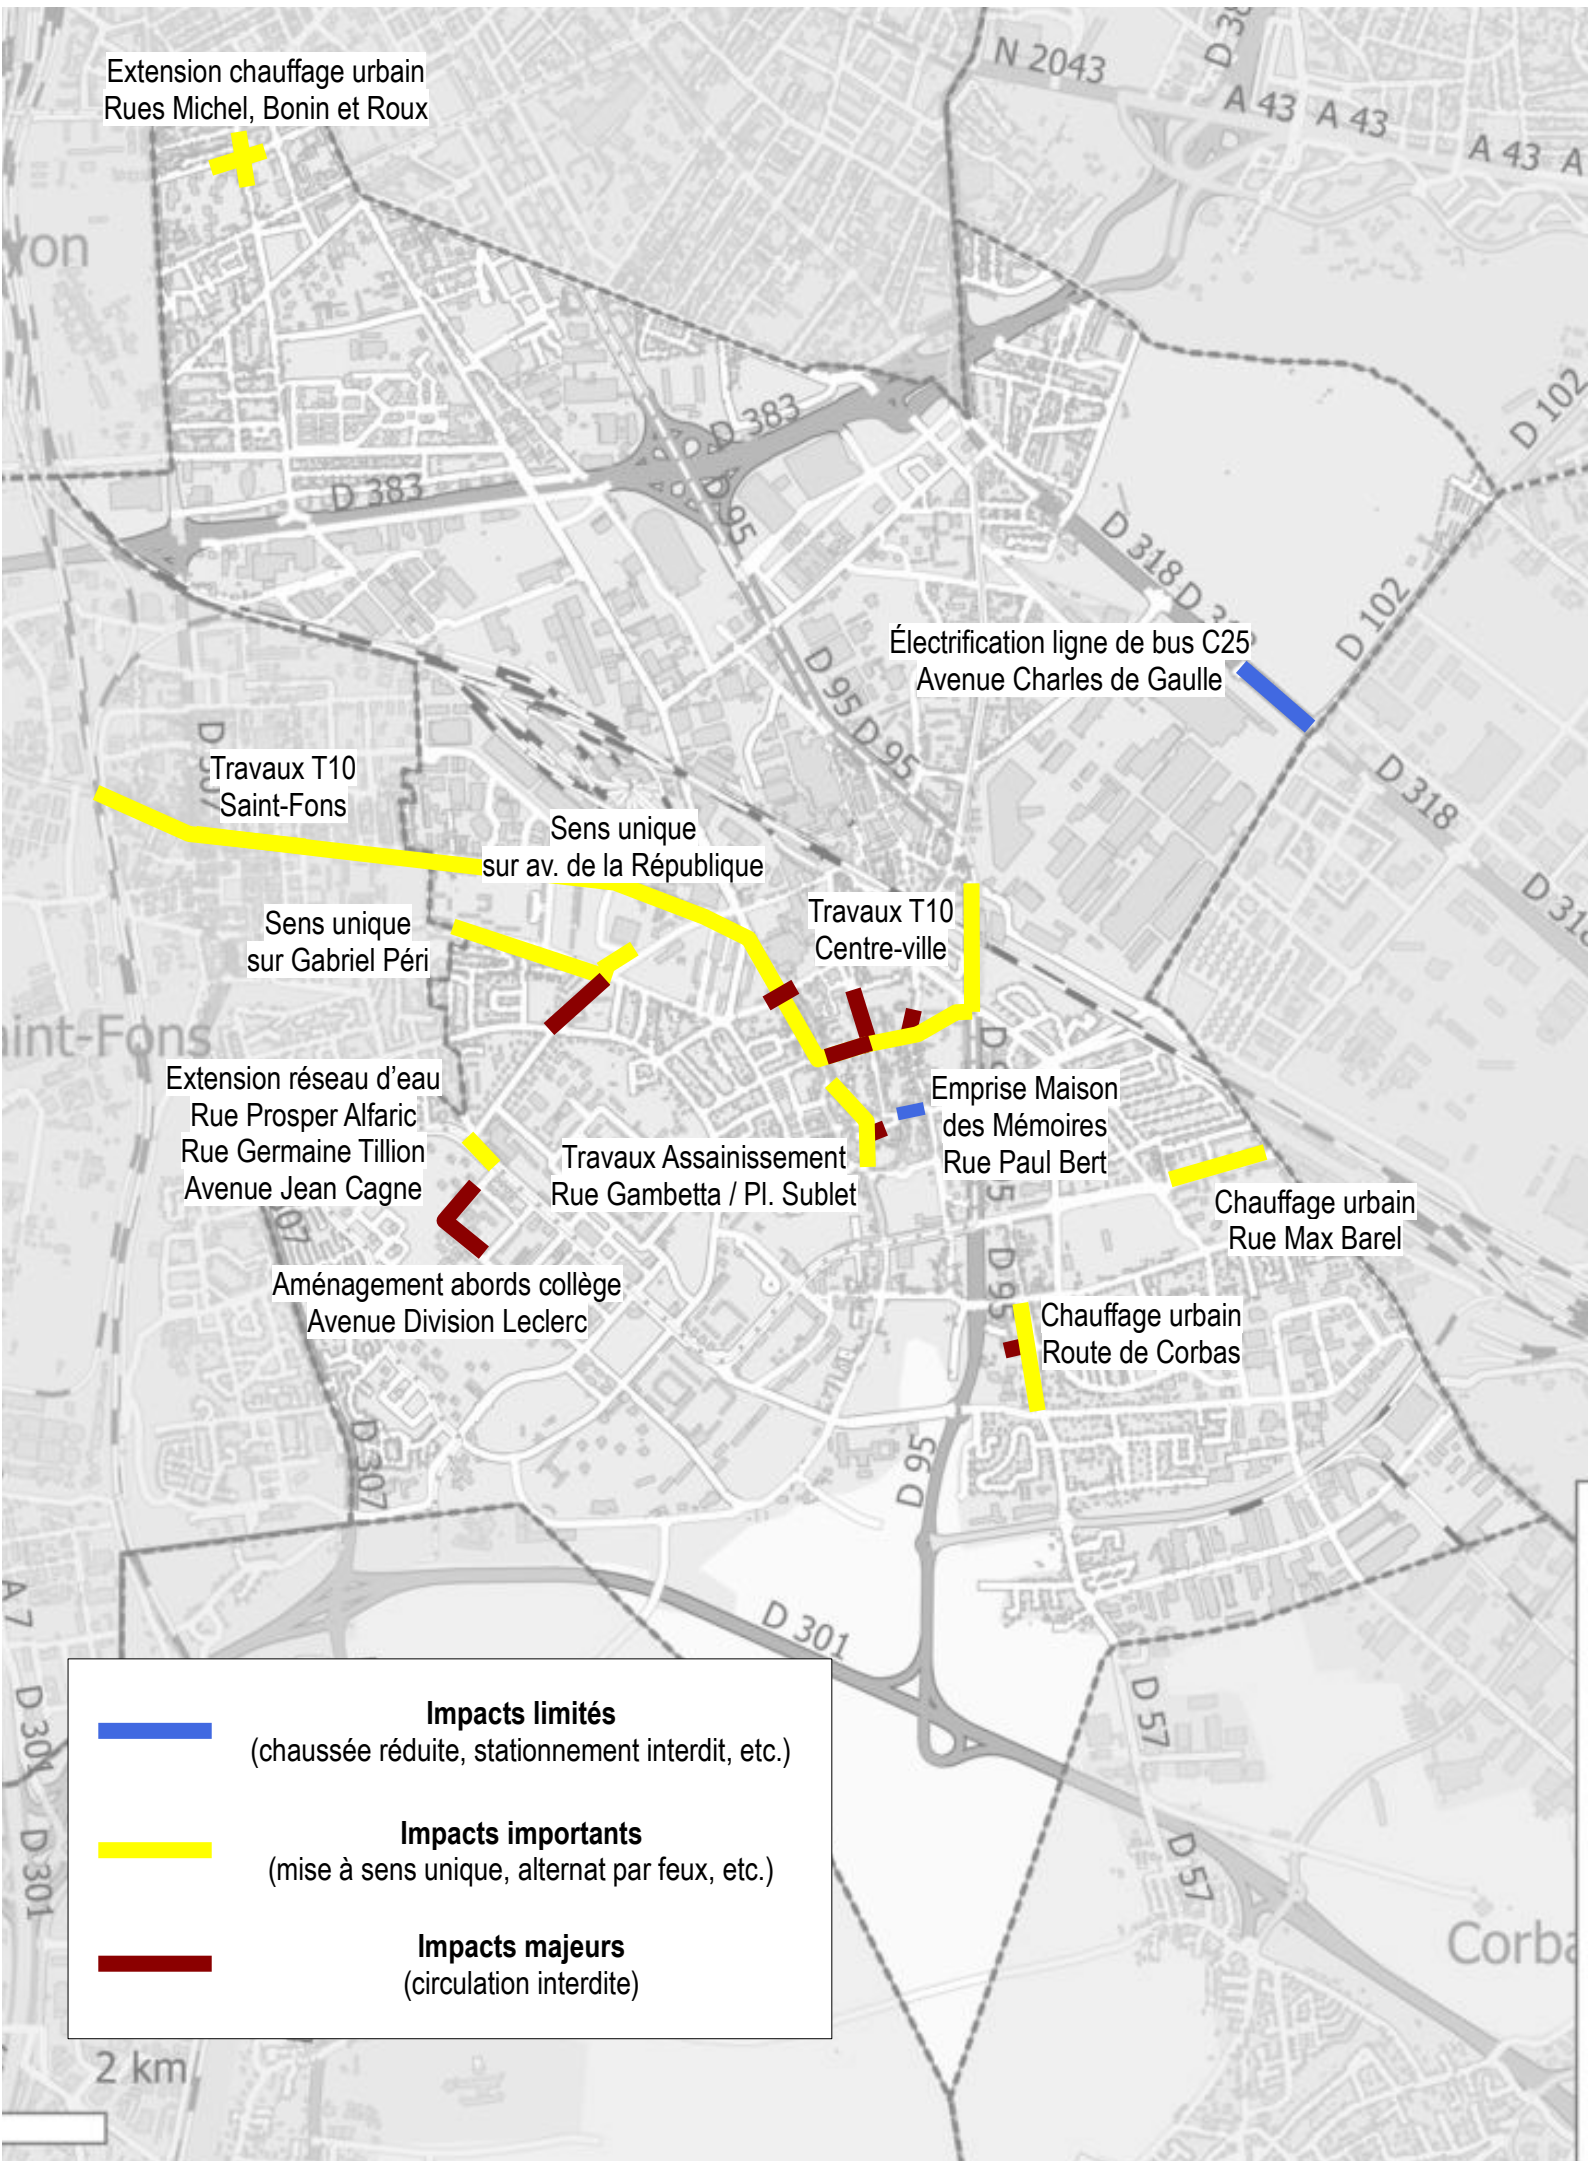 N 2043
D 38
A 43
A 43
A 43
A
Extension chauffage urbain
Rues Michel, Bonin et Roux
yon
D 383
D 383
D 95
D 102
D 318
D 102
Électrification ligne de bus C25
Avenue Charles de Gaulle
D 95
D 95
D 318
D 318
Travaux T10
Saint-Fons
Sens unique
sur av. de la République
Travaux T10
Centre-ville
Sens unique
sur Gabriel Péri
int-Fons
Extension réseau d'eau
Rue Prosper Alfaric
Rue Germaine Tillion
Avenue Jean Cagne
Travaux Assainissement
Rue Gambetta / Pl. Sublet
Emprise Maison
des Mémoires
Rue Paul Bert
Chauffage urbain
Rue Max Barel
Aménagement abords collège
Avenue Division Leclerc
D 95
Chauffage urbain
Route de Corbas
D 307
D 95
A 7
D 301
D 57
D 301
D 301
D 57
Corba
Impacts limités
(chaussée réduite, stationnement interdit, etc.)
Impacts importants
(mise à sens unique, alternat par feux, etc.)
Impacts majeurs
(circulation interdite)
2 km